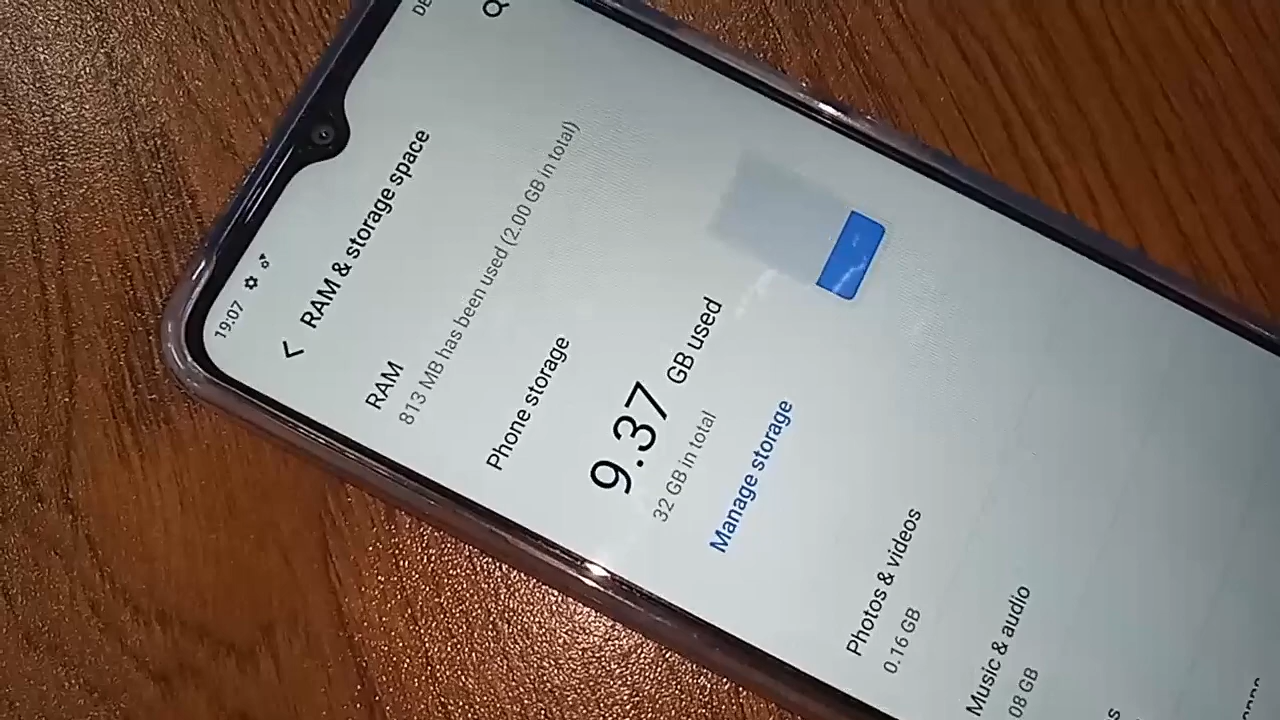 19:07
RAM & storage space
RAM
813 MB has been used (2.00 GB in total)
Phone storage
9.37 GB used
32 GB in total
Manage storage
Photos & videos
0.16 GB
Music & audio
08 GB